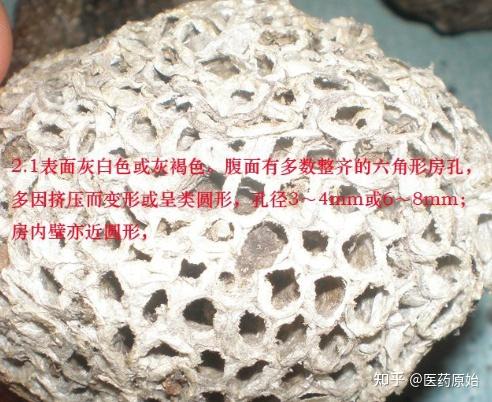 2.1表面灰白色或灰褐色，腹面有多数整齐的六角形房孔，
多因挤压而变形或呈类圆形，孔径3～4mm或6～8mm；
房内壁亦近圆形，
知乎 @医药原始